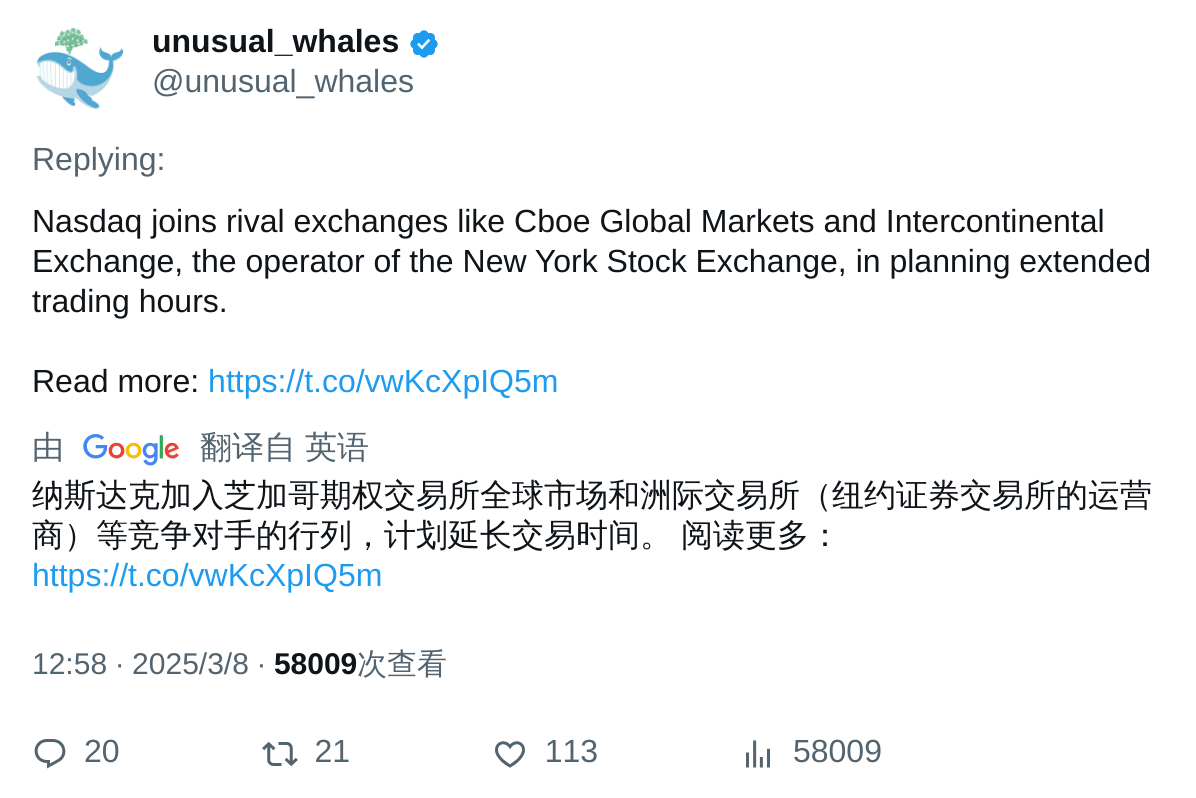 unusual_whales
@unusual_whales
Replying:
Nasdaq joins rival exchanges like Cboe Global Markets and Intercontinental
Exchange, the operator of the New York Stock Exchange, in planning extended
trading hours.
Read more: https://t.co/vwKcXpIQ5m
由 Google 翻译自 英语
纳斯达克加入芝加哥期权交易所全球市场和洲际交易所（纽约证券交易所的运营
商）等竞争对手的行列，计划延长交易时间。 阅读更多：
https://t.co/vwKcXpIQ5m
12:58 · 2025/3/8 · 58009次查看
20 21 113 58009